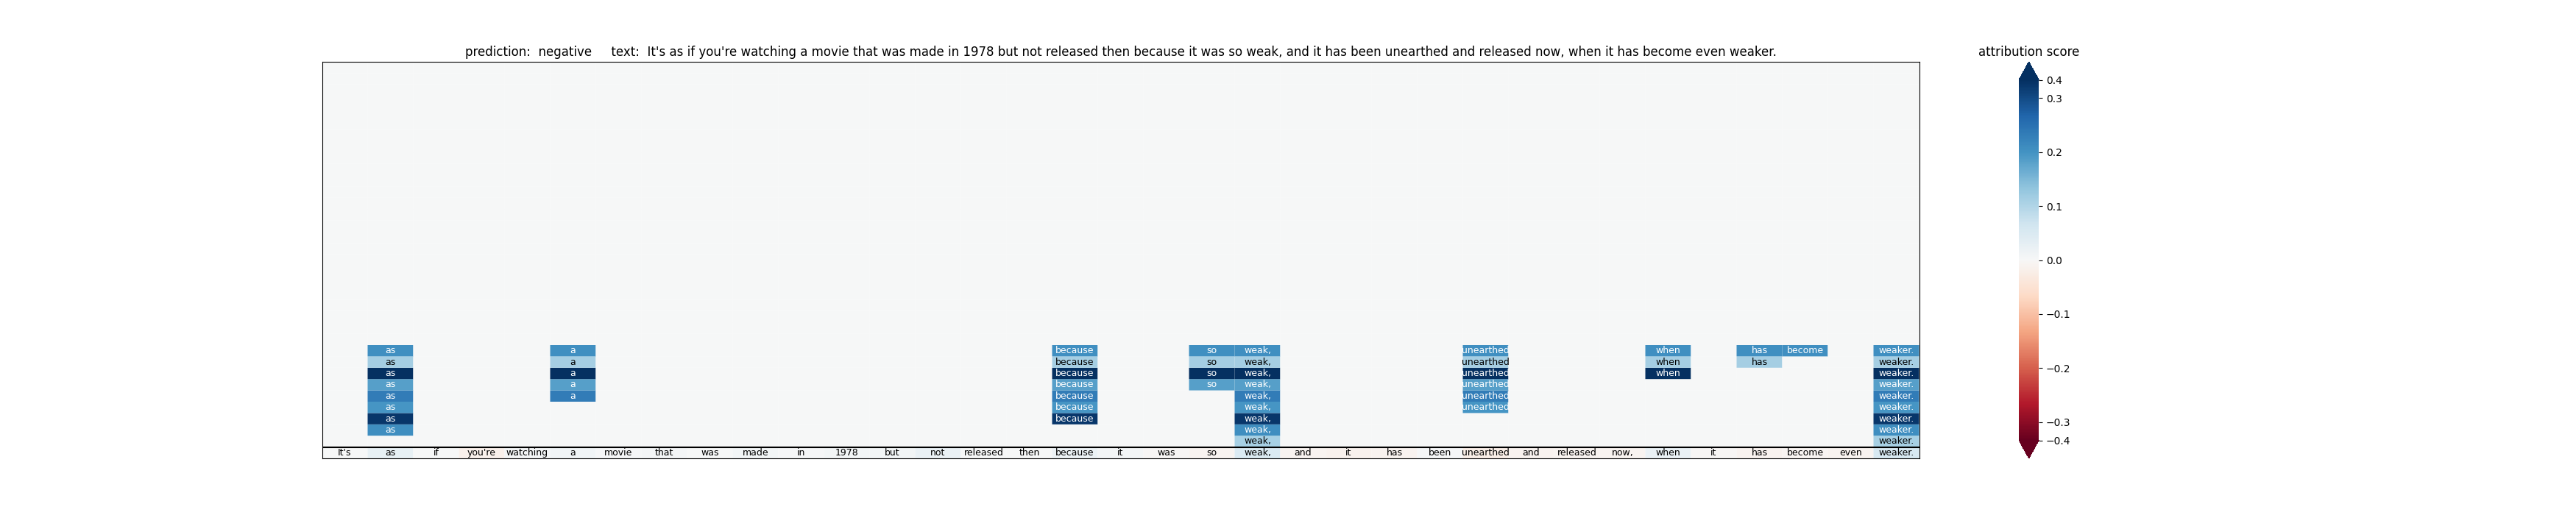 prediction:  negative     text:  It's as if you're watching a movie that was made in 1978 but not released then because it was so weak, and it has been unearthed and released now, when it has become even weaker.
attribution score
0.4
0.3
0.2
0.1
0.0
−0.1
−0.2
−0.3
−0.4
as a because so weak, unearthed when has become weaker.
as a because so weak, unearthed when has weaker.
as a because so weak, unearthed when weaker.
as a because so weak, unearthed weaker.
as a because weak, unearthed weaker.
as because weak, unearthed weaker.
as because weak, weaker.
as weak, weaker.
weak, weaker.
It's as if you're watching a movie that was made in 1978 but not released then because it was so weak, and it has been unearthed and released now, when it has become even weaker.